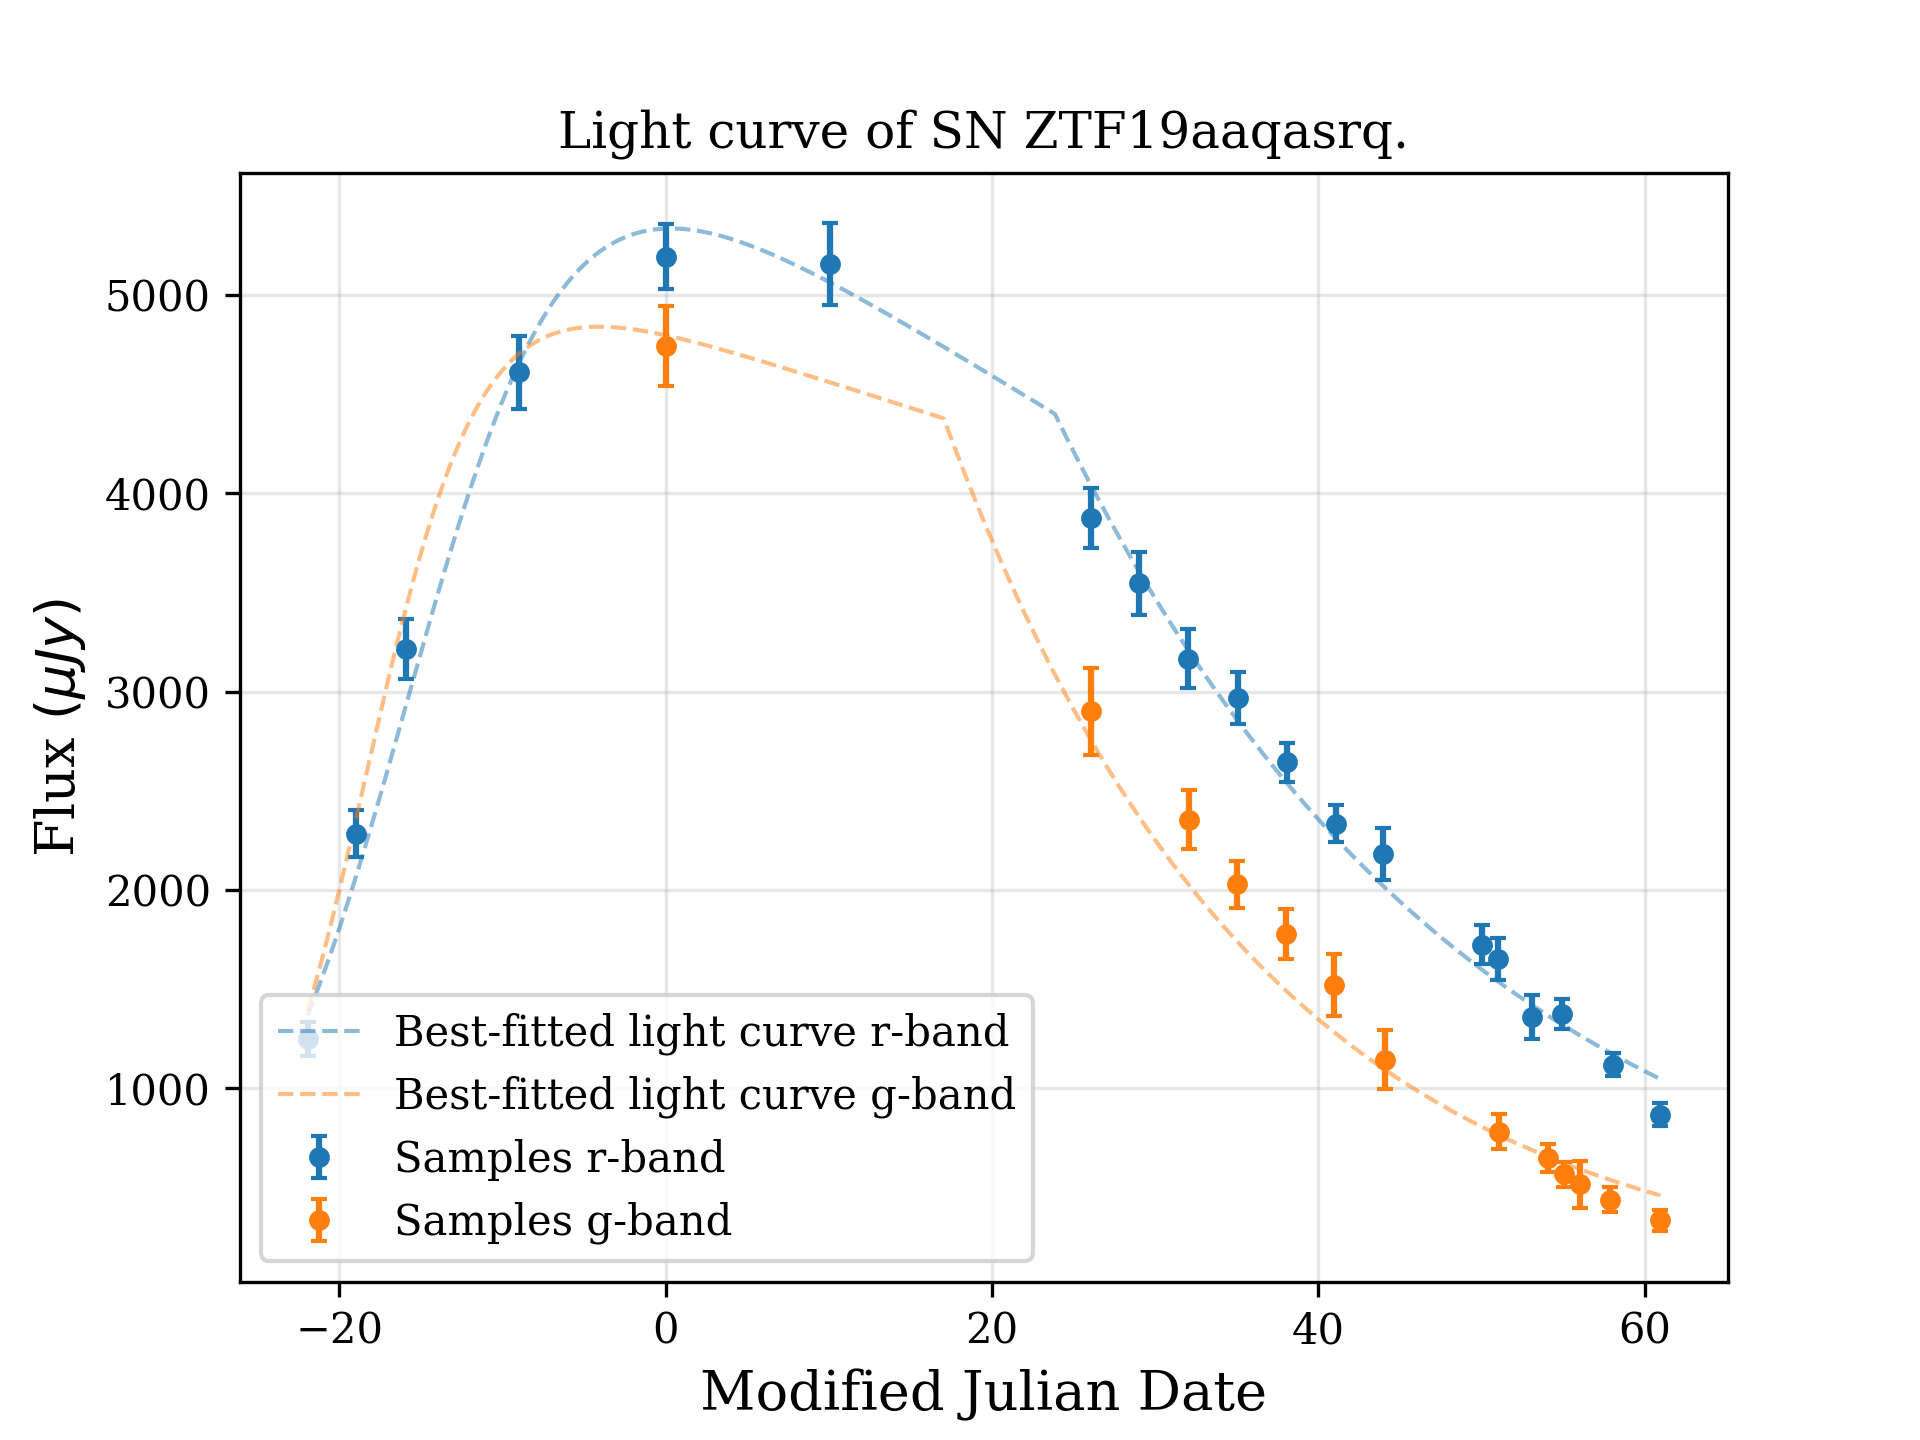 Light curve of SN ZTF19aaqasrq.
Flux (μJy)
5000
4000
3000
2000
1000
Best-fitted light curve r-band
Best-fitted light curve g-band
Samples r-band
Samples g-band
−20 0 20 40 60
Modified Julian Date